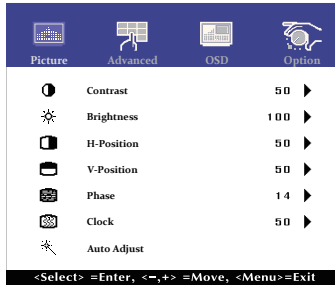 Picture Advanced OSD Option
Contrast 50
Brightness 100
H-Position 50
V-Position 50
Phase 14
Clock 50
Auto Adjust
<Select> =Enter, <-,+> =Move, <Menu>=Exit